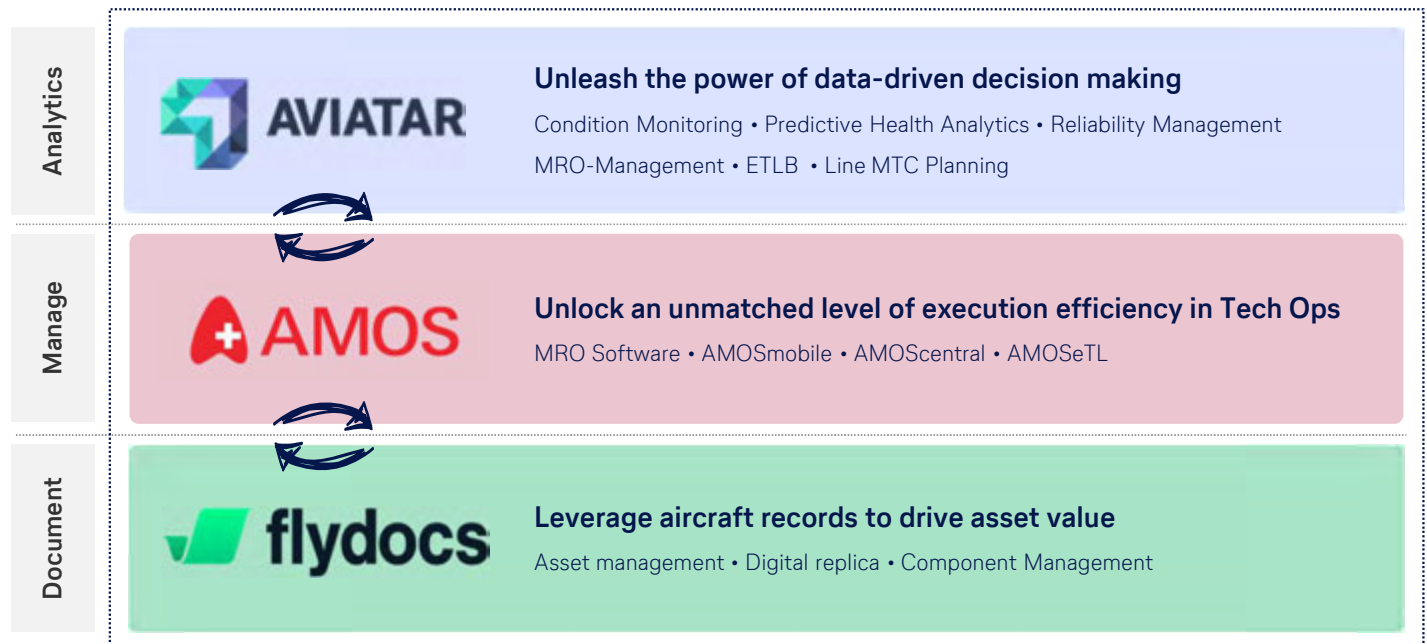 Analytics
AVIATAR
Unleash the power of data-driven decision making
Condition Monitoring • Predictive Health Analytics • Reliability Management
MRO-Management • ETLB • Line MTC Planning
Manage
AMOS
Unlock an unmatched level of execution efficiency in Tech Ops
MRO Software • AMOSmobile • AMOScentral • AMOSeTL
Document
flydocs
Leverage aircraft records to drive asset value
Asset management • Digital replica • Component Management